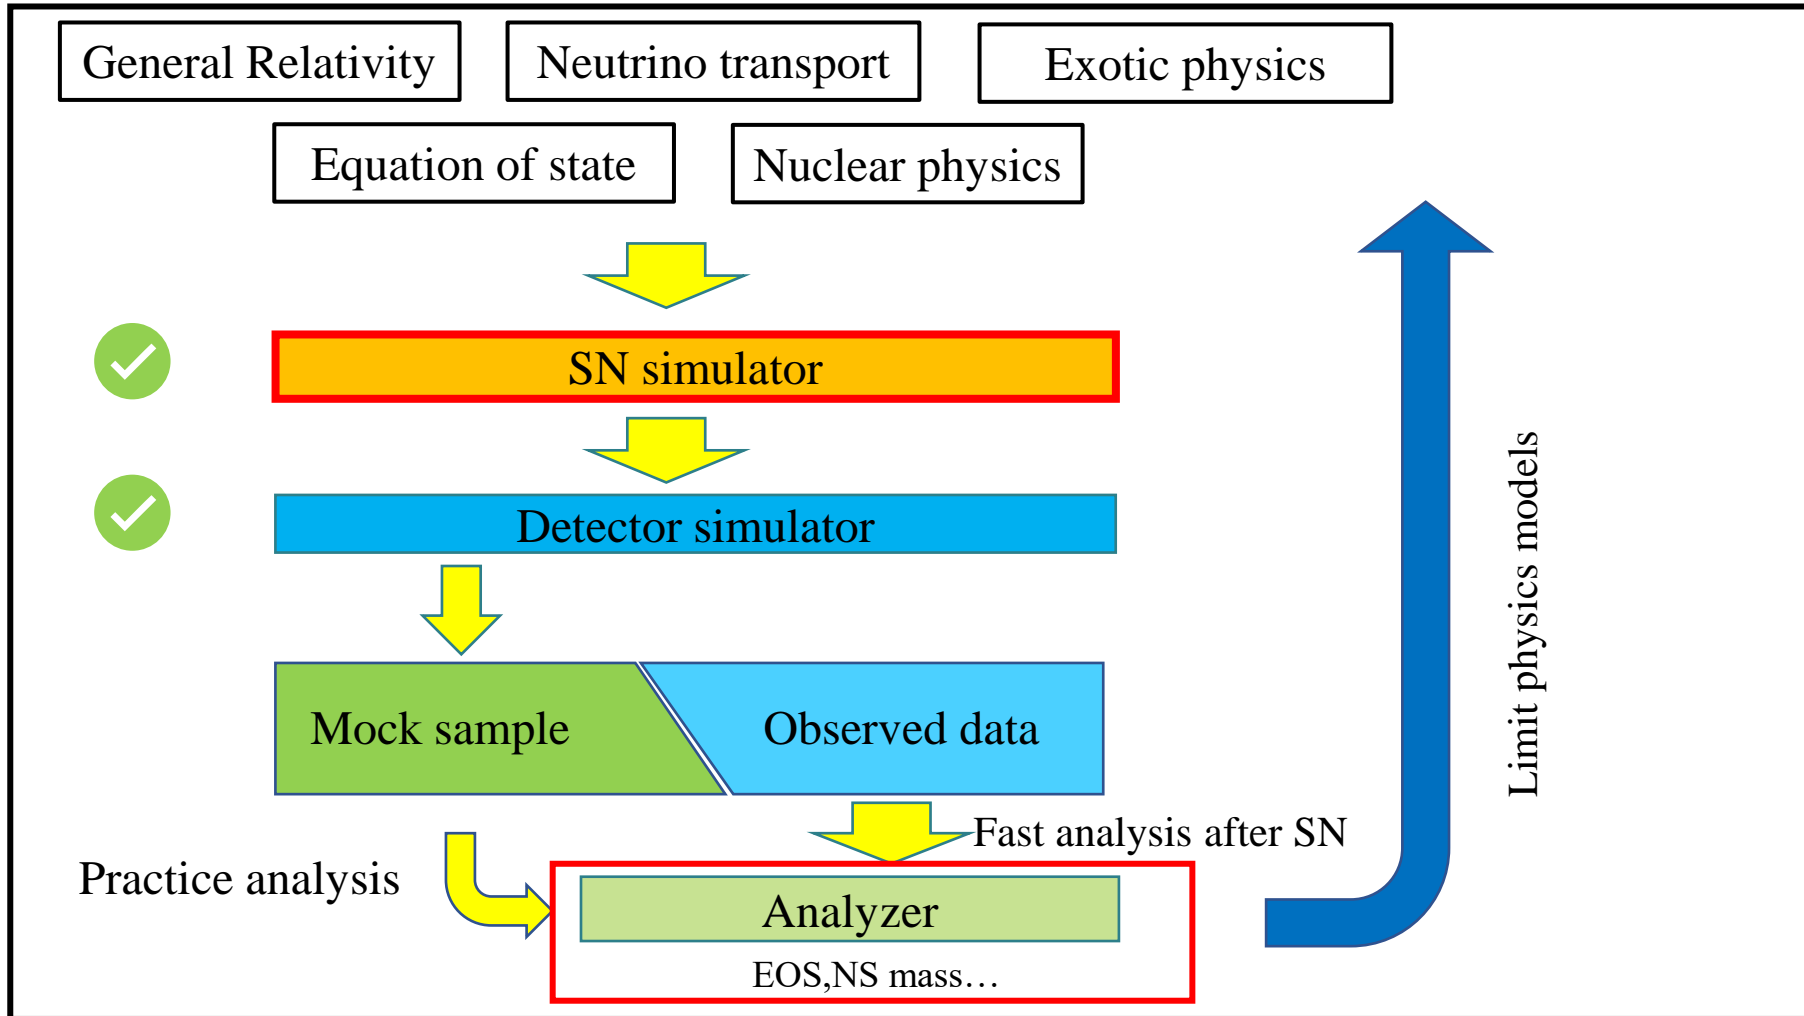 General Relativity
Neutrino transport
Exotic physics
Equation of state
Nuclear physics
SN simulator
Detector simulator
Mock sample
Observed data
Fast analysis after SN
Practice analysis
Analyzer
EOS,NS mass…
Limit physics models